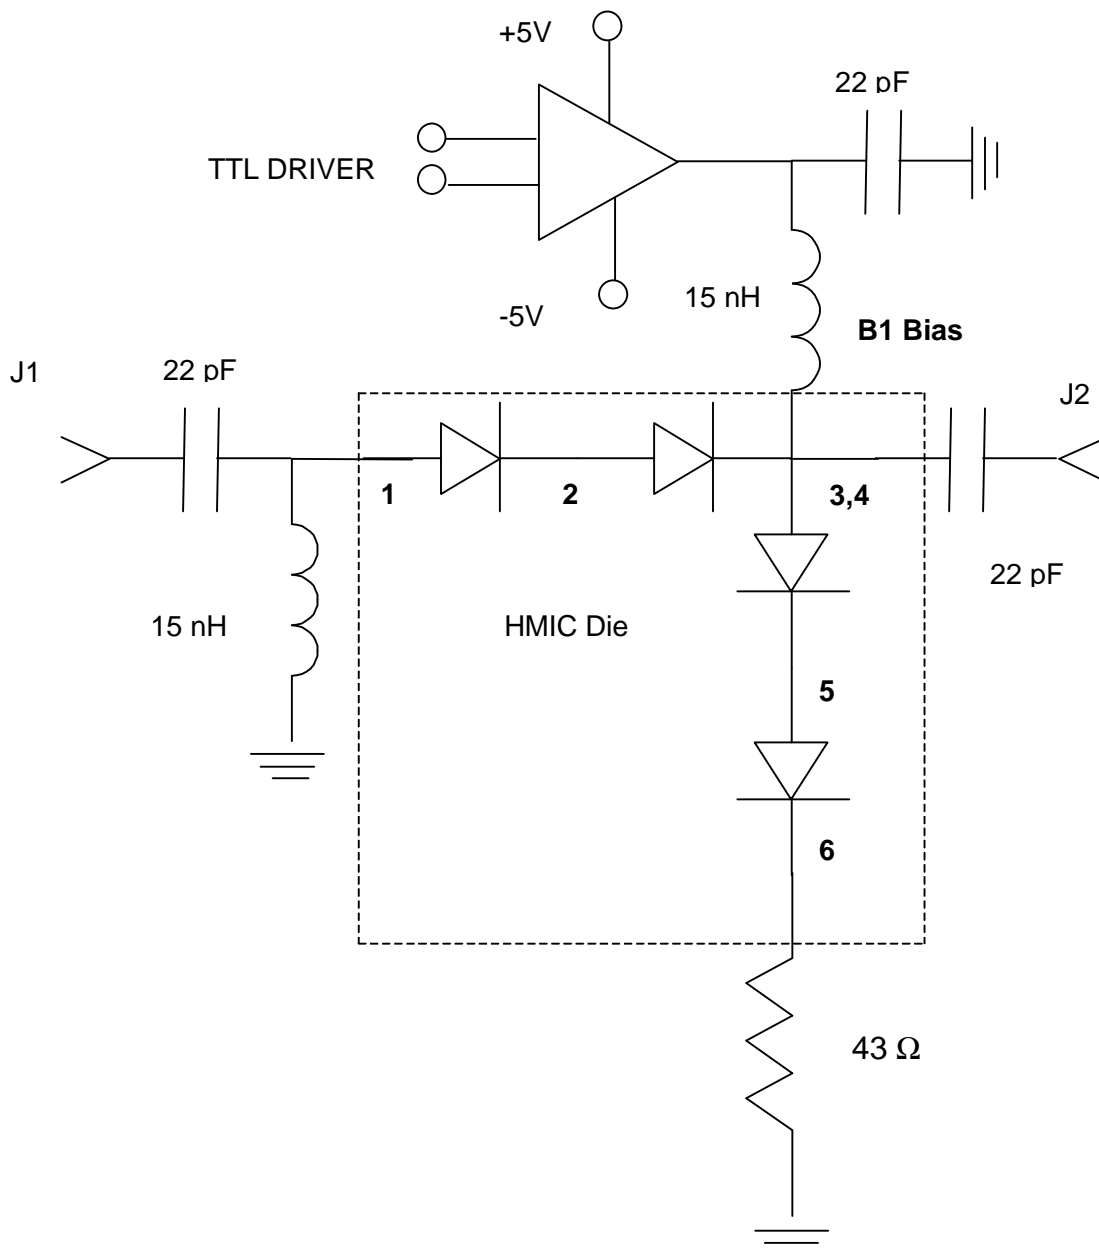 +5V
22 pF
TTL DRIVER
15 nH
-5V
B1 Bias
J1
22 pF
J2
1
2
3,4
22 pF
15 nH
HMIC Die
5
6
43 Ω